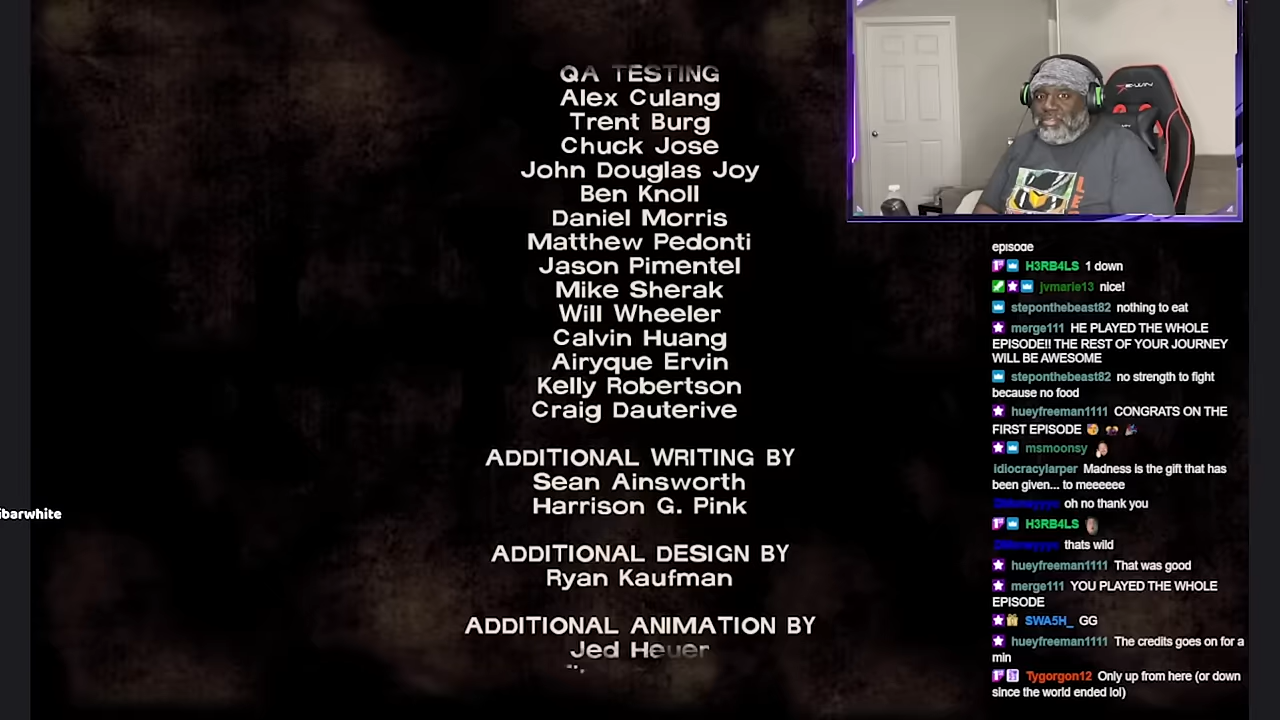 QA TESTING
Alex Culang
Trent Burg
Chuck Jose
John Douglas Joy
Ben Knoll
Daniel Morris
Matthew Pedonti
Jason Pimentel
Mike Sherak
Will Wheeler
Calvin Huang
Airyque Ervin
Kelly Robertson
Craig Dauterive
ADDITIONAL WRITING BY
Sean Ainsworth
Harrison G. Pink
ADDITIONAL DESIGN BY
Ryan Kaufman
ADDITIONAL ANIMATION BY
Jed Heuer
ibarwhite
episode
H3RB4LS 1 down
jvmarie13 nice!
steponthebeast82 nothing to eat
merge111 HE PLAYED THE WHOLE
EPISODE!! THE REST OF YOUR JOURNEY
WILL BE AWESOME
steponthebeast82 no strength to fight
because no food
hueyfreeman1111 CONGRATS ON THE
FIRST EPISODE
msmoonsy
idiocracylarper Madness is the gift that has
been given... to meeeeee
oh no thank you
H3RB4LS
thats wild
hueyfreeman1111 That was good
merge111 YOU PLAYED THE WHOLE
EPISODE
SWA5H_ GG
hueyfreeman1111 The credits goes on for a
min
Tygorgon12 Only up from here (or down
since the world ended lol)